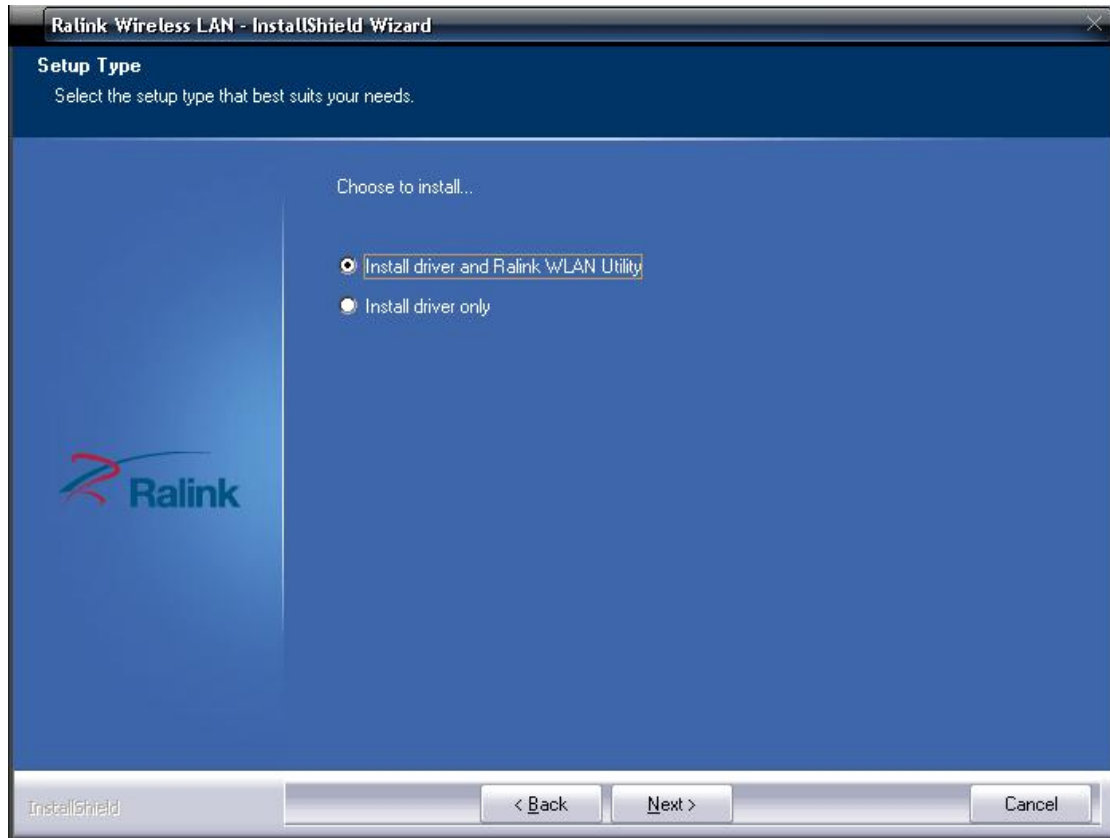 Ralink Wireless LAN - InstallShield Wizard
Setup Type
Select the setup type that best suits your needs.
Choose to install...
Install driver and Ralink WLAN Utility
Install driver only
Ralink
InstallShield
< Back
Next >
Cancel